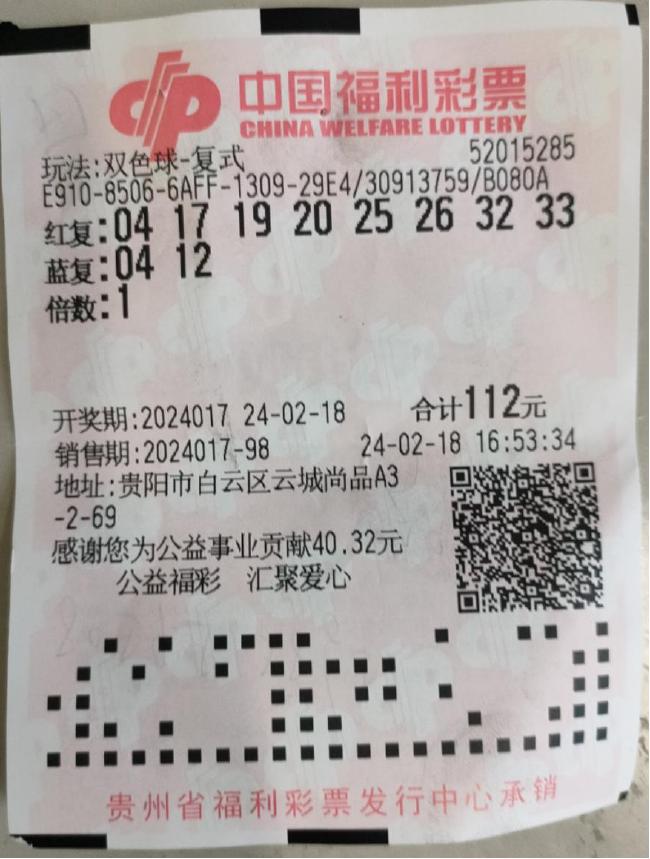 中国福利彩票
CHINA WELFARE LOTTERY
玩法:双色球-复式 52015285
E910-8506-6AFF-1309-29E4/30913759/B080A
红复:04 17 19 20 25 26 32 33
蓝复:04 12
倍数:1
开奖期:2024017 24-02-18 合计112元
销售期:2024017-98 24-02-18 16:53:34
地址:贵阳市白云区云城尚品A3
-2-69
感谢您为公益事业贡献40.32元
公益福彩 汇聚爱心
贵州省福利彩票发行中心承销